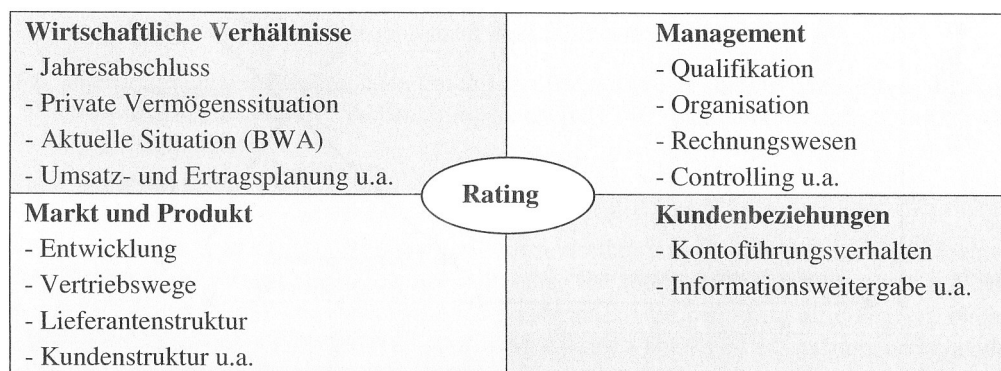 Wirtschaftliche Verhältnisse
- Jahresabschluss
- Private Vermögenssituation
- Aktuelle Situation (BWA)
- Umsatz- und Ertragsplanung u.a.
Management
- Qualifikation
- Organisation
- Rechnungswesen
- Controlling u.a.
Rating
Markt und Produkt
- Entwicklung
- Vertriebswege
- Lieferantenstruktur
- Kundenstruktur u.a.
Kundenbeziehungen
- Kontoführungsverhalten
- Informationsweitergabe u.a.